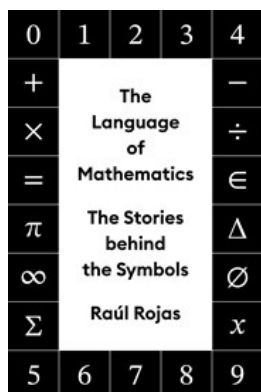 0 1 2 3 4
+ −
The
× Language ÷
of
= Mathematics ∈
π The Stories Δ
behind
∞ the Symbols ∅
Σ Raúl Rojas x
5 6 7 8 9